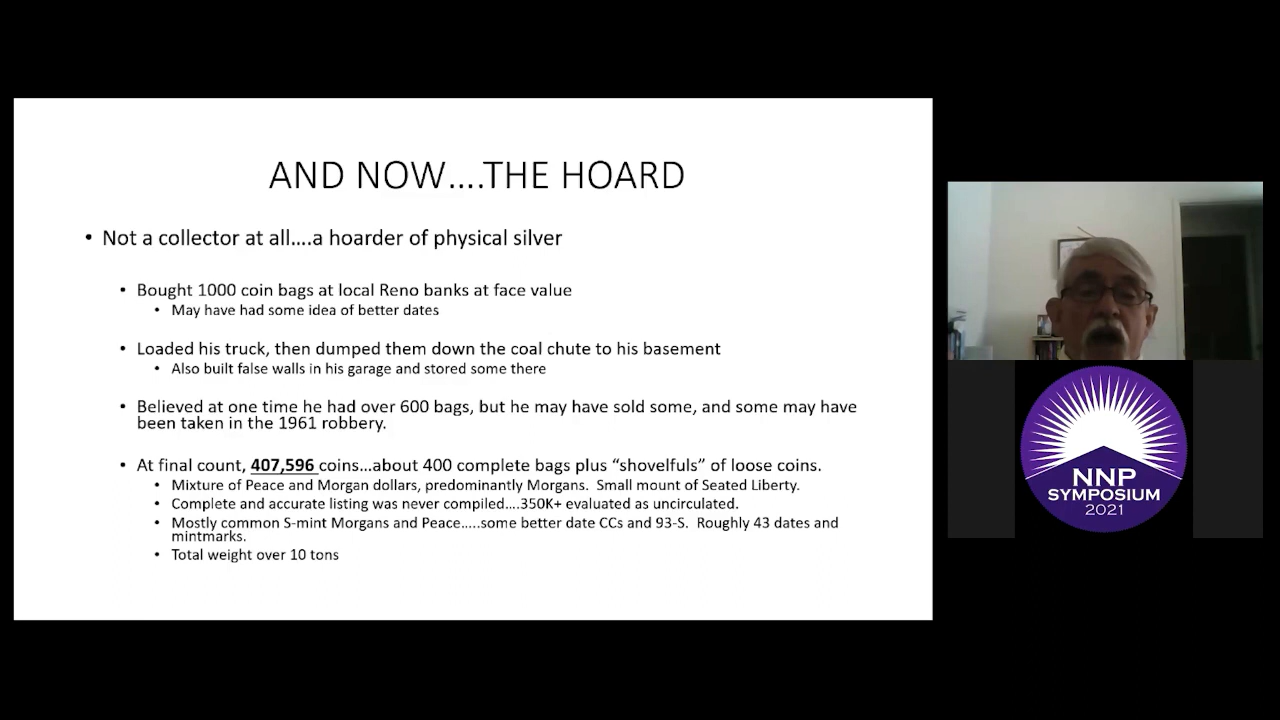 AND NOW....THE HOARD
• Not a collector at all....a hoarder of physical silver
• Bought 1000 coin bags at local Reno banks at face value
• May have had some idea of better dates
• Loaded his truck, then dumped them down the coal chute to his basement
• Also built false walls in his garage and stored some there
• Believed at one time he had over 600 bags, but he may have sold some, and some may have
been taken in the 1961 robbery.
• At final count, 407,596 coins...about 400 complete bags plus “shovelfuls” of loose coins.
• Mixture of Peace and Morgan dollars, predominantly Morgans. Small mount of Seated Liberty.
• Complete and accurate listing was never compiled....350K+ evaluated as uncirculated.
• Mostly common S-mint Morgans and Peace.....some better date CCs and 93-S. Roughly 43 dates and
mintmarks.
• Total weight over 10 tons
NNP
SYMPOSIUM
2021